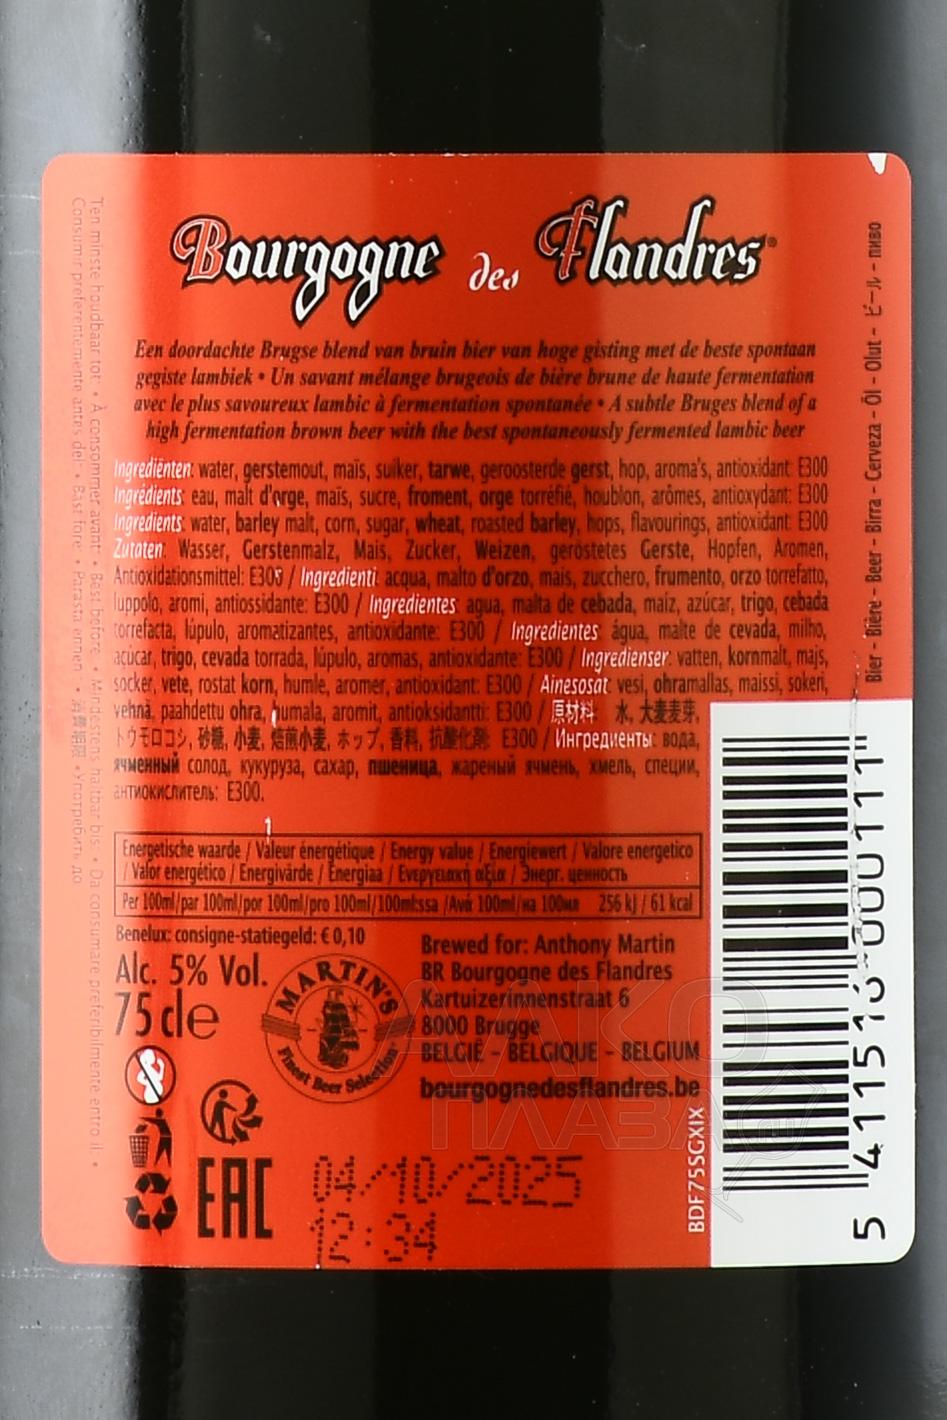 Bourgogne des Flandres®
Een doordachte Brugse blend van bruin bier van hoge gisting met de beste spontaan
gegiste lambiek • Un savant mélange brugeois de bière brune de haute fermentation
avec le plus savoureux lambic à fermentation spontanée • A subtle Bruges blend of a
high fermentation brown beer with the best spontaneously fermented lambic beer
Ingrediënten: water, gerstemout, maïs, suiker, tarwe, geroosterde gerst, hop, aroma's, antioxidant: E300
Ingrédients: eau, malt d'orge, maïs, sucre, froment, orge torréfié, houblon, arômes, antioxydant: E300
Ingredients: water, barley malt, corn, sugar, wheat, roasted barley, hops, flavourings, antioxidant: E300
Zutaten: Wasser, Gerstenmalz, Mais, Zucker, Weizen, geröstetes Gerste, Hopfen, Aromen,
Antioxidationsmittel: E300 / Ingredienti: acqua, malto d'orzo, mais, zucchero, frumento, orzo torrefatto,
luppolo, aromi, antiossidante: E300 / Ingredientes: agua, malta de cebada, maíz, azúcar, trigo, cebada
torrefacta, lúpulo, aromatizantes, antioxidante: E300 / Ingredientes: água, malte de cevada, milho,
açúcar, trigo, cevada torrada, lúpulo, aromas, antioxidante: E300 / Ingredienser: vatten, kornmalt, majs,
socker, vete, rostat korn, humle, aromer, antioxidant: E300 / Ainesosat: vesi, ohramallas, maissi, sokeri,
vehnä, paahdettu ohra, humala, aromit, antioksidantti: E300 / 原材料: 水, 大麦麦芽,
トウモロコシ, 砂糖, 小麦, 焙煎小麦, ホップ, 香料, 抗酸化剤: E300 / Ингредиенты: вода,
ячменный солод, кукуруза, сахар, пшеница, жареный ячмень, хмель, специи,
антиокислитель: E300.
Energetische waarde / Valeur énergétique / Energy value / Energiewert / Valore energetico
/ Valor energético / Energivärde / Energiaa / Ενεργειακή αξία / Энерг. ценность
Per 100ml/par 100ml/por 100ml/pro 100ml/100ml:ssa /Ανά 100ml/на 100мл 256 kJ / 61 kcal
Benelux: consigne-statiegeld: € 0,10
Alc. 5% Vol.
75 cl e
MARTIN'S
Finest Beer Selection
Brewed for: Anthony Martin
BR Bourgogne des Flandres
Kartuizerinnenstraat 6
8000 Brugge
BELGIË - BELGIQUE - BELGIUM
bourgognedesflandres.be
EAC
04/10/2025
12:34
BDF75SGXIX
5 411516 000111
Bier - Bière - Beer - Birra - Cerveza - Öl - Olut - ビール - пиво
Ten minste houdbaar tot: • À consommer avant: • Best before: • Mindestens haltbar bis: • Da consumare preferibilmente entro il: •
Consumir preferentemente antes del: • Bäst före: • Parasta ennen: • 消費期限 • Употребить до
АЛКО
ПЛАЗА